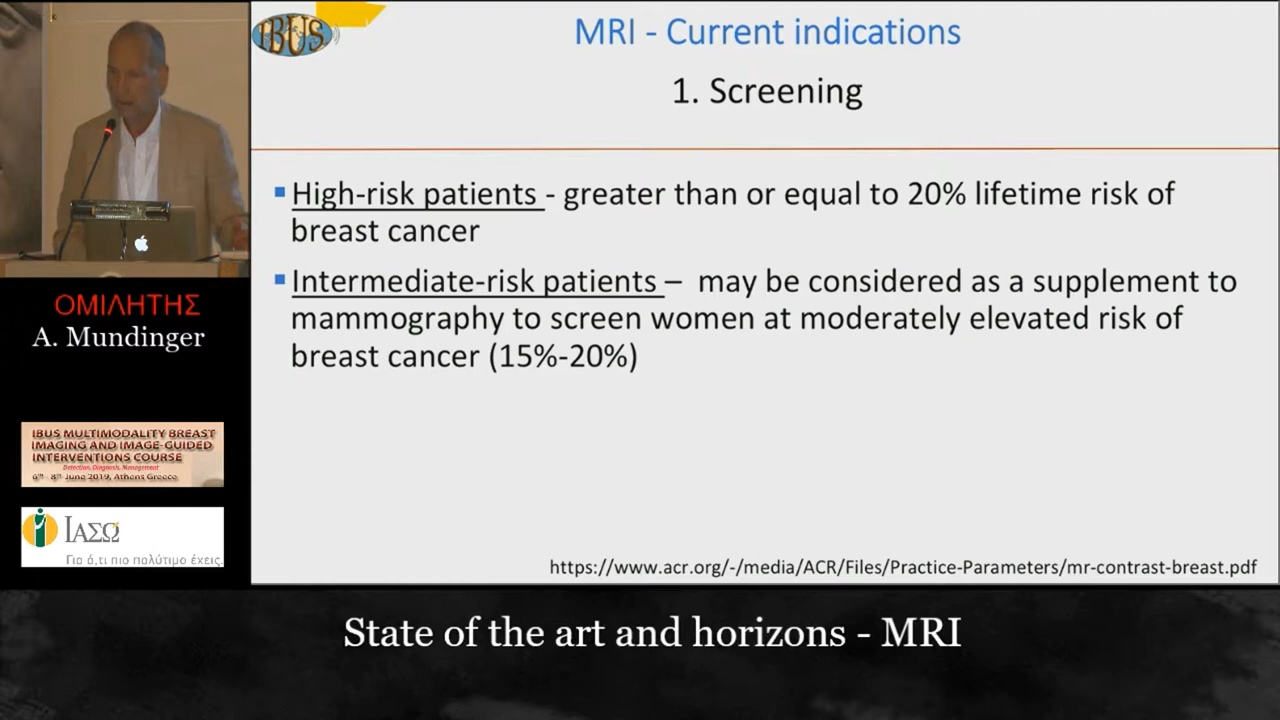 IBUS
MRI - Current indications
1. Screening
High-risk patients - greater than or equal to 20% lifetime risk of
breast cancer
Intermediate-risk patients – may be considered as a supplement to
mammography to screen women at moderately elevated risk of
breast cancer (15%-20%)
https://www.acr.org/-/media/ACR/Files/Practice-Parameters/mr-contrast-breast.pdf
ΟΜΙΛΗΤΗΣ
A. Mundinger
IBUS MULTIMODALITY BREAST
IMAGING AND IMAGE-GUIDED
INTERVENTIONS COURSE
Detection, Diagnosis, Management
6th - 8th June 2019, Athens Greece
ΙΑΣΩ
Για ό,τι πιο πολύτιμο έχεις.
State of the art and horizons - MRI